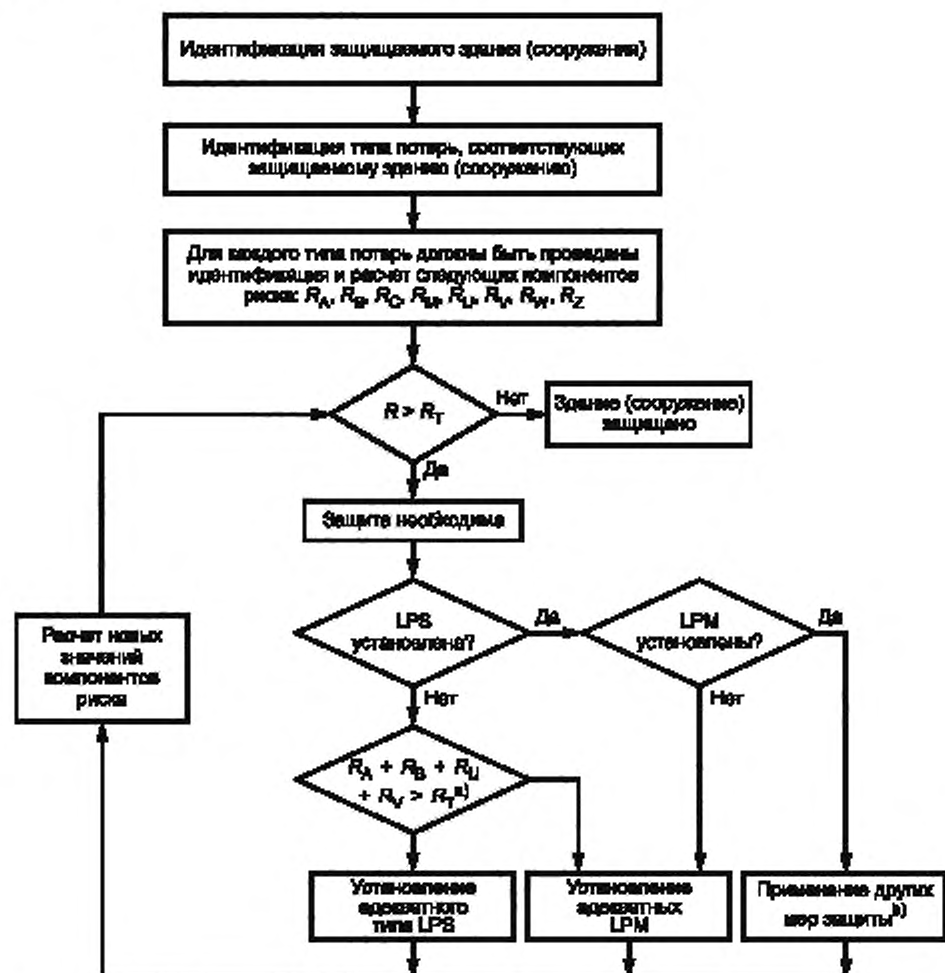 Идентификация защищаемого здания (сооружения)
Идентификация типа потерь, соответствующих
защищаемому зданию (сооружению)
Для каждого типа потерь должны быть проведены
идентификация и расчет следующих компонентов
риска: R_A, R_B, R_C, R_M, R_U, R_V, R_W, R_Z
R > R_T
Нет
Здание (сооружение)
защищено
Да
Защита необходима
LPS
установлена?
Да
LPM
установлены?
Да
Расчет новых
значений
компонентов
риска
Нет
Нет
R_A + R_B + R_U
+ R_V > R_T^a)
Установление
адекватного
типа LPS
Установление
адекватных
LPM
Применение других
мер защиты^b)